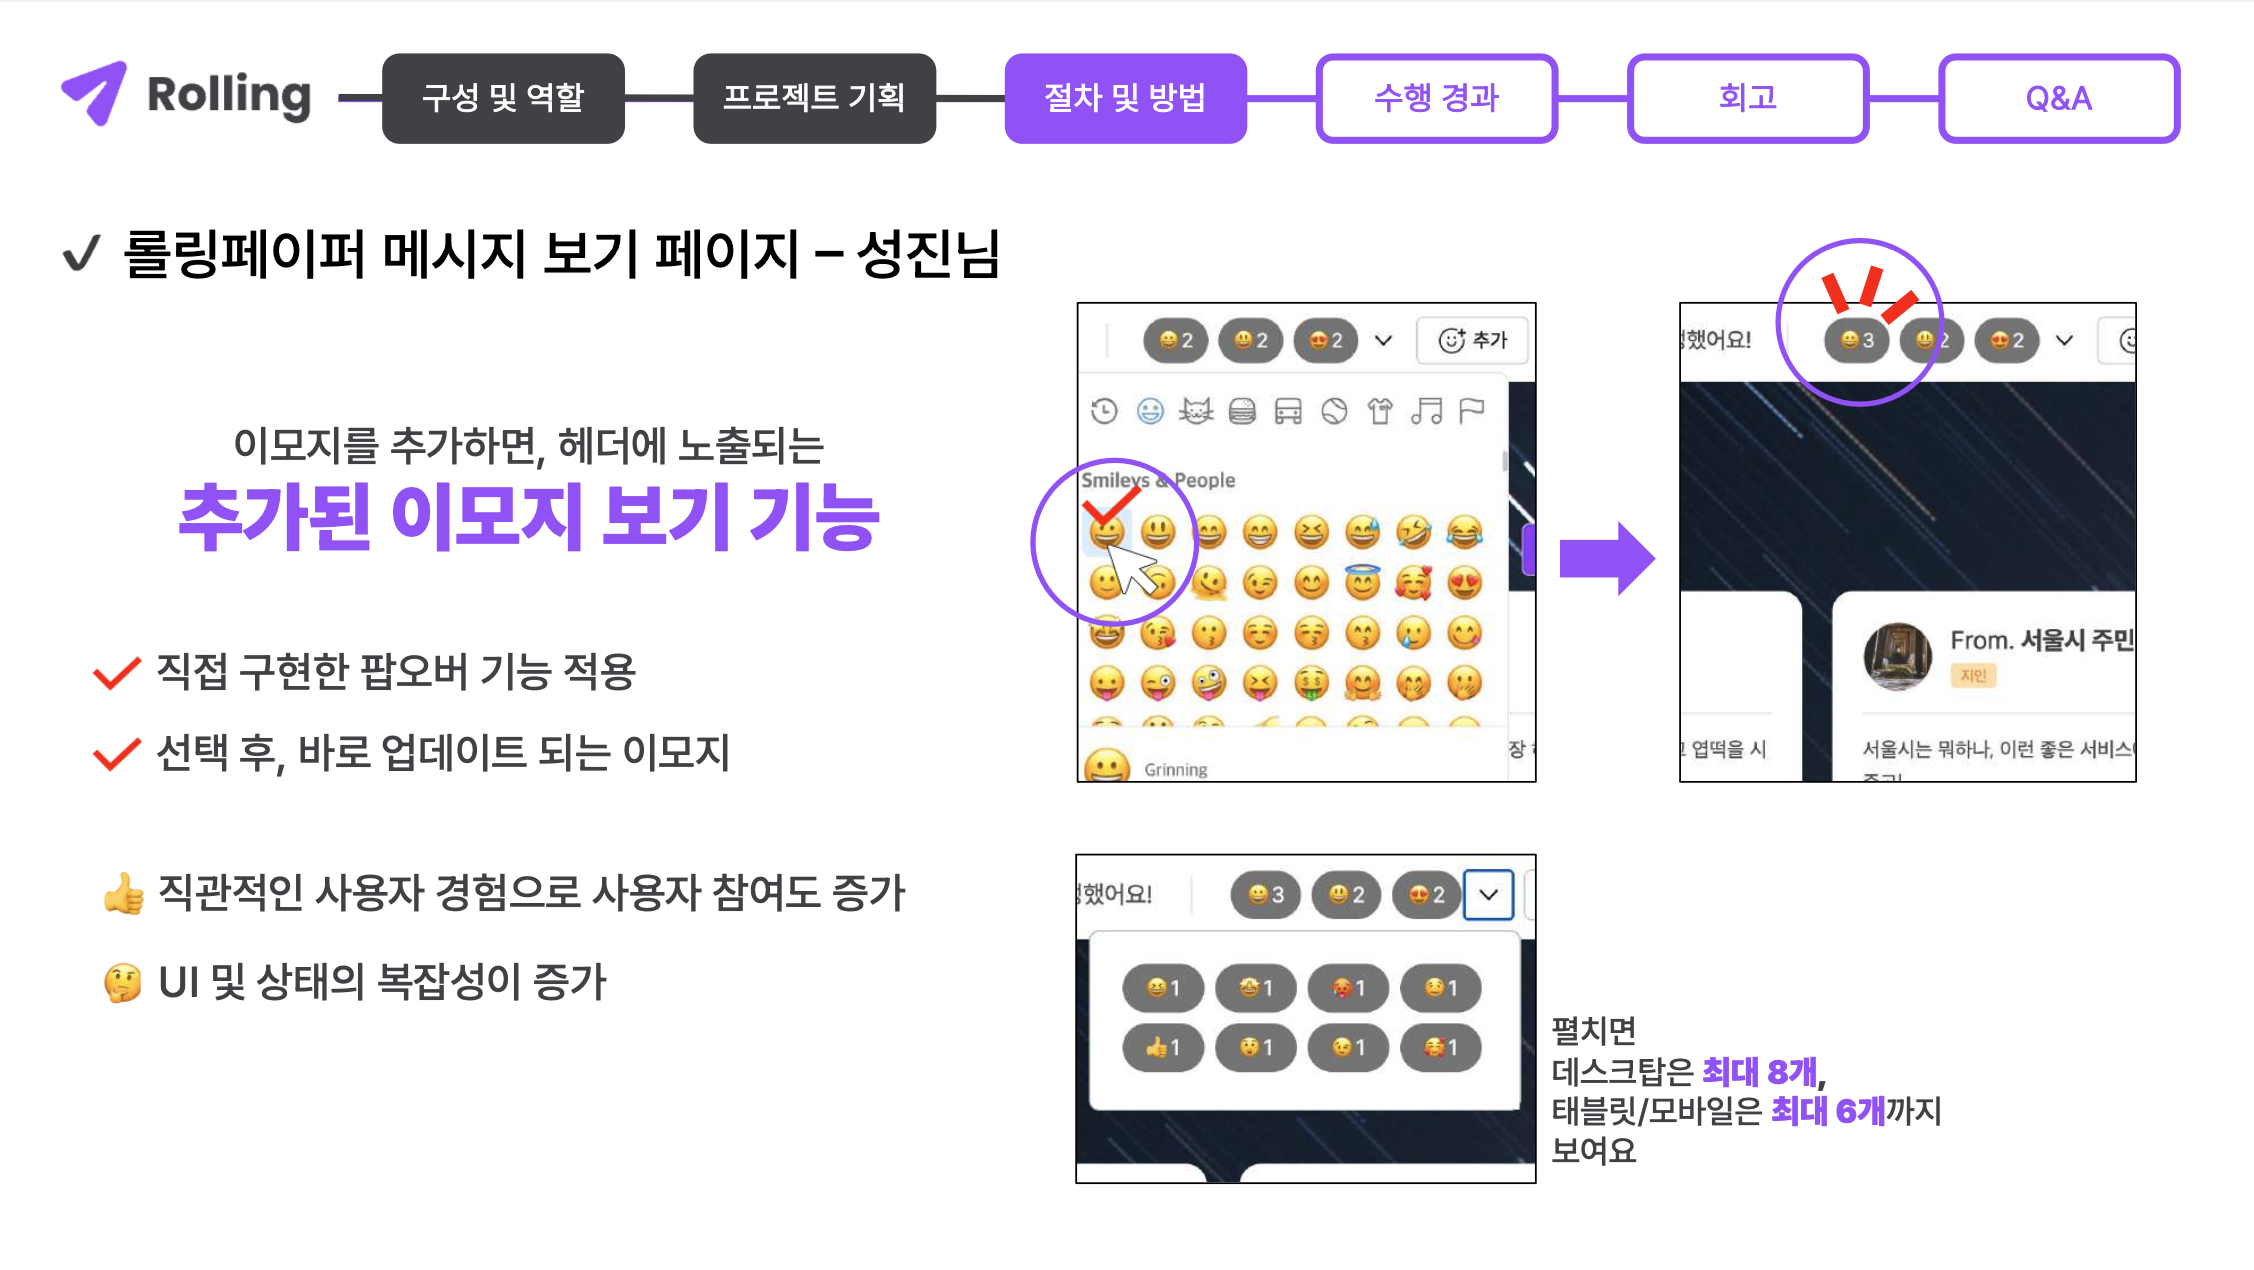 Rolling
구성 및 역할
프로젝트 기획
절차 및 방법
수행 경과
회고
Q&A
롤링페이퍼 메시지 보기 페이지 – 성진님
이모지를 추가하면, 헤더에 노출되는
추가된 이모지 보기 기능
직접 구현한 팝오버 기능 적용
선택 후, 바로 업데이트 되는 이모지
👍 직관적인 사용자 경험으로 사용자 참여도 증가
🤔 UI 및 상태의 복잡성이 증가
😀 2 😃 2 😍 2 추가
Smileys & People
Grinning
장
했어요! 😀 3 😃 2 😍 2
From. 서울시 주민
지인
엽떡을 시
서울시는 뭐하나, 이런 좋은 서비스
했어요! 😀 3 😃 2 😍 2
😆 1 🤩 1 🥵 1 🤤 1
👍 1 😲 1 😉 1 🥰 1
펼치면
데스크탑은 최대 8개,
태블릿/모바일은 최대 6개까지
보여요